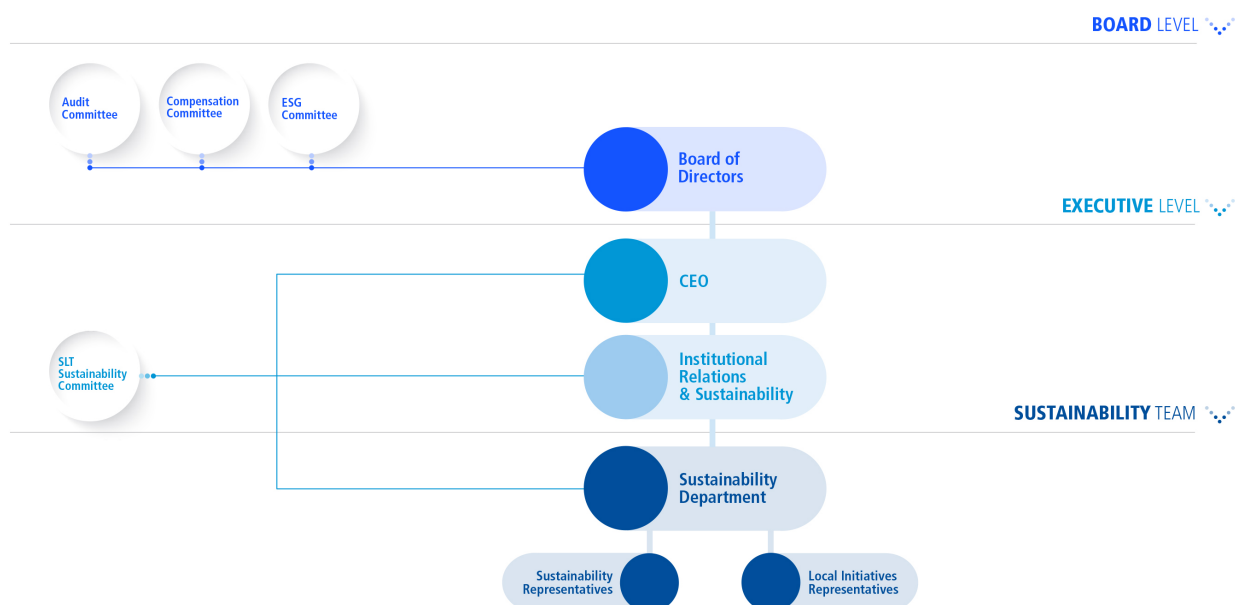 BOARD LEVEL
Audit
Committee
Compensation
Committee
ESG
Committee
Board of
Directors
EXECUTIVE LEVEL
CEO
SLT
Sustainability
Committee
Institutional
Relations
& Sustainability
SUSTAINABILITY TEAM
Sustainability
Department
Sustainability
Representatives
Local Initiatives
Representatives